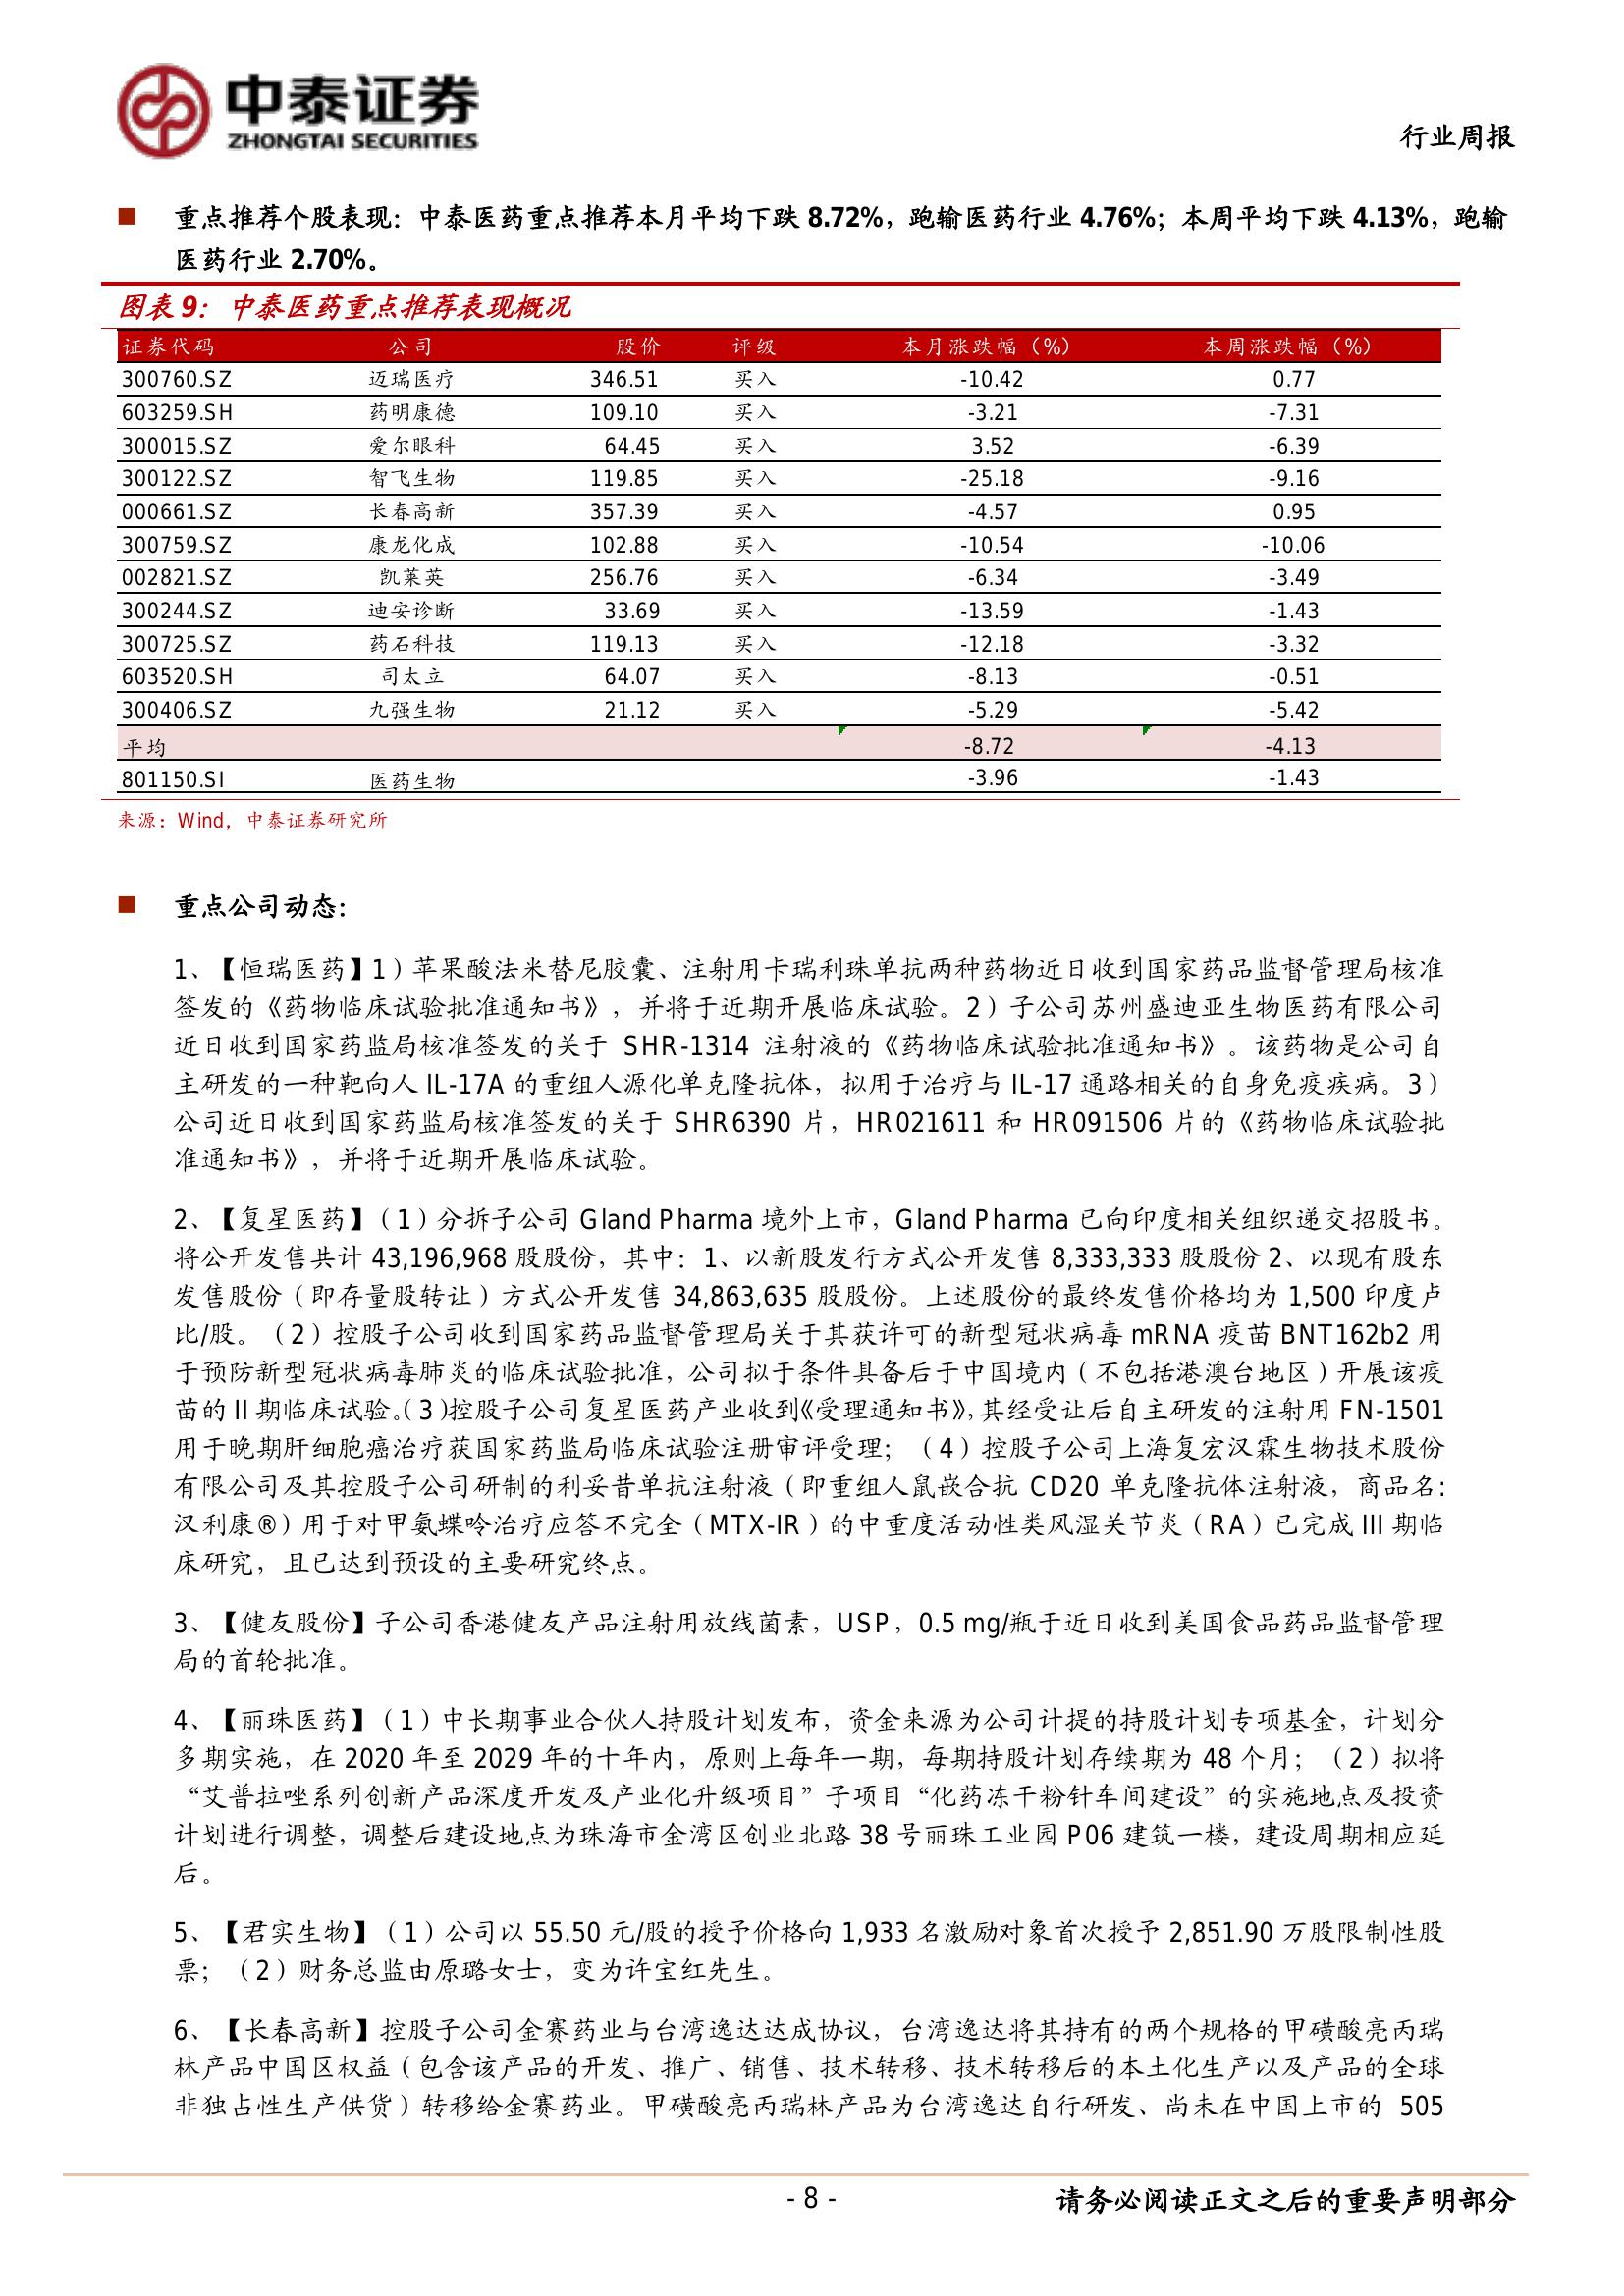 中泰证券
ZHONGTAI SECURITIES
行业周报
■ 重点推荐个股表现：中泰医药重点推荐本月平均下跌 8.72%，跑输医药行业 4.76%；本周平均下跌 4.13%，跑输
医药行业 2.70%。
图表 9：中泰医药重点推荐表现概况
证券代码 公司 股价 评级 本月涨跌幅（%） 本周涨跌幅（%）
300760.SZ 迈瑞医疗 346.51 买入 -10.42 0.77
603259.SH 药明康德 109.10 买入 -3.21 -7.31
300015.SZ 爱尔眼科 64.45 买入 3.52 -6.39
300122.SZ 智飞生物 119.85 买入 -25.18 -9.16
000661.SZ 长春高新 357.39 买入 -4.57 0.95
300759.SZ 康龙化成 102.88 买入 -10.54 -10.06
002821.SZ 凯莱英 256.76 买入 -6.34 -3.49
300244.SZ 迪安诊断 33.69 买入 -13.59 -1.43
300725.SZ 药石科技 119.13 买入 -12.18 -3.32
603520.SH 司太立 64.07 买入 -8.13 -0.51
300406.SZ 九强生物 21.12 买入 -5.29 -5.42
平均 -8.72 -4.13
801150.SI 医药生物 -3.96 -1.43
来源：Wind，中泰证券研究所
■ 重点公司动态：
1、【恒瑞医药】1）苹果酸法米替尼胶囊、注射用卡瑞利珠单抗两种药物近日收到国家药品监督管理局核准
签发的《药物临床试验批准通知书》，并将于近期开展临床试验。2）子公司苏州盛迪亚生物医药有限公司
近日收到国家药监局核准签发的关于 SHR-1314 注射液的《药物临床试验批准通知书》。该药物是公司自
主研发的一种靶向人 IL-17A 的重组人源化单克隆抗体，拟用于治疗与 IL-17 通路相关的自身免疫疾病。3）
公司近日收到国家药监局核准签发的关于 SHR6390 片，HR021611 和 HR091506 片的《药物临床试验批
准通知书》，并将于近期开展临床试验。
2、【复星医药】（1）分拆子公司 Gland Pharma 境外上市，Gland Pharma 已向印度相关组织递交招股书。
将公开发售共计 43,196,968 股股份，其中：1、以新股发行方式公开发售 8,333,333 股股份 2、以现有股东
发售股份（即存量股转让）方式公开发售 34,863,635 股股份。上述股份的最终发售价格均为 1,500 印度卢
比/股。（2）控股子公司收到国家药品监督管理局关于其获许可的新型冠状病毒 mRNA 疫苗 BNT162b2 用
于预防新型冠状病毒肺炎的临床试验批准，公司拟于条件具备后于中国境内（不包括港澳台地区）开展该疫
苗的 II 期临床试验。（3）控股子公司复星医药产业收到《受理通知书》，其经受让后自主研发的注射用 FN-1501
用于晚期肝细胞癌治疗获国家药监局临床试验注册审评受理；（4）控股子公司上海复宏汉霖生物技术股份
有限公司及其控股子公司研制的利妥昔单抗注射液（即重组人鼠嵌合抗 CD20 单克隆抗体注射液，商品名：
汉利康®）用于对甲氨蝶呤治疗应答不完全（MTX-IR）的中重度活动性类风湿关节炎（RA）已完成 III 期临
床研究，且已达到预设的主要研究终点。
3、【健友股份】子公司香港健友产品注射用放线菌素，USP，0.5 mg/瓶于近日收到美国食品药品监督管理
局的首轮批准。
4、【丽珠医药】（1）中长期事业合伙人持股计划发布，资金来源为公司计提的持股计划专项基金，计划分
多期实施，在 2020 年至 2029 年的十年内，原则上每年一期，每期持股计划存续期为 48 个月；（2）拟将
“艾普拉唑系列创新产品深度开发及产业化升级项目”子项目“化药冻干粉针车间建设”的实施地点及投资
计划进行调整，调整后建设地点为珠海市金湾区创业北路 38 号丽珠工业园 P06 建筑一楼，建设周期相应延
后。
5、【君实生物】（1）公司以 55.50 元/股的授予价格向 1,933 名激励对象首次授予 2,851.90 万股限制性股
票；（2）财务总监由原璐女士，变为许宝红先生。
6、【长春高新】控股子公司金赛药业与台湾逸达达成协议，台湾逸达将其持有的两个规格的甲磺酸亮丙瑞
林产品中国区权益（包含该产品的开发、推广、销售、技术转移、技术转移后的本土化生产以及产品的全球
非独占性生产供货）转移给金赛药业。甲磺酸亮丙瑞林产品为台湾逸达自行研发、尚未在中国上市的 505
- 8 -
请务必阅读正文之后的重要声明部分